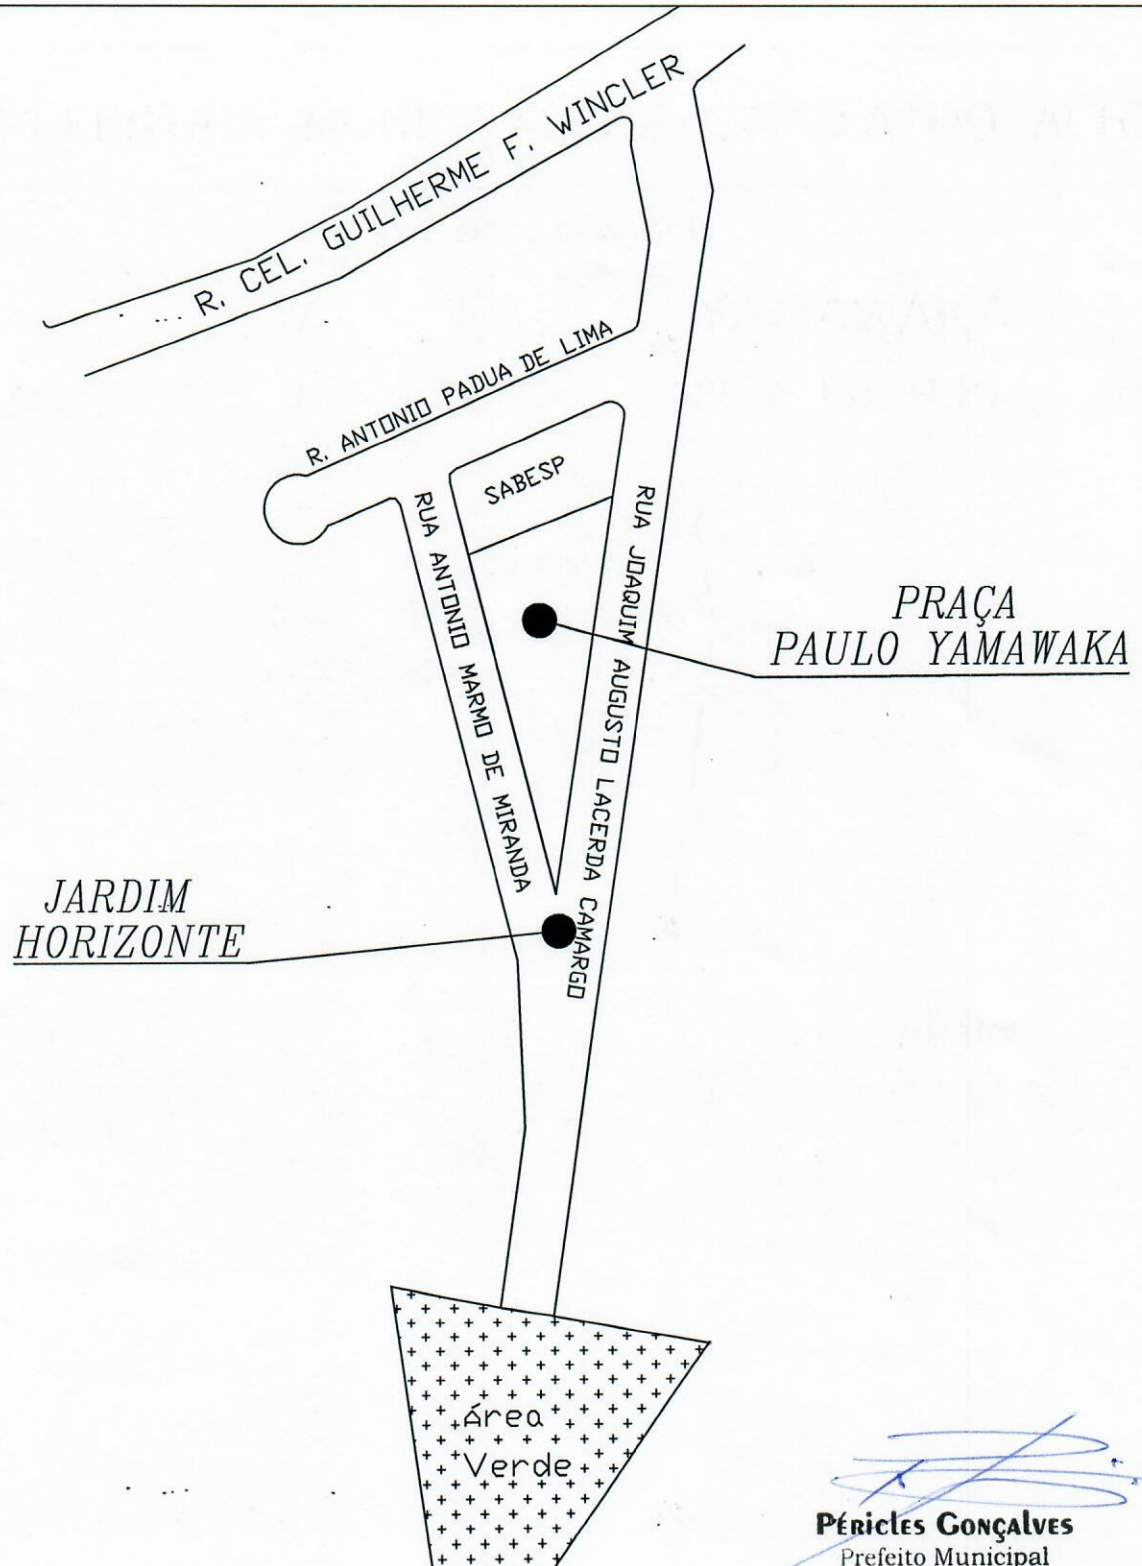 R. CEL. GUILHERME F. WINCLER
R. ANTONIO PADUA DE LIMA
SABESP
RUA ANTONIO MARMO DE MIRANDA
RUA JOAQUIM AUGUSTO LACERDA CAMARGO
PRAÇA
PAULO YAMAWAKA
JARDIM
HORIZONTE
Área
Verde
PÉRICLES GONÇALVES
Prefeito Municipal